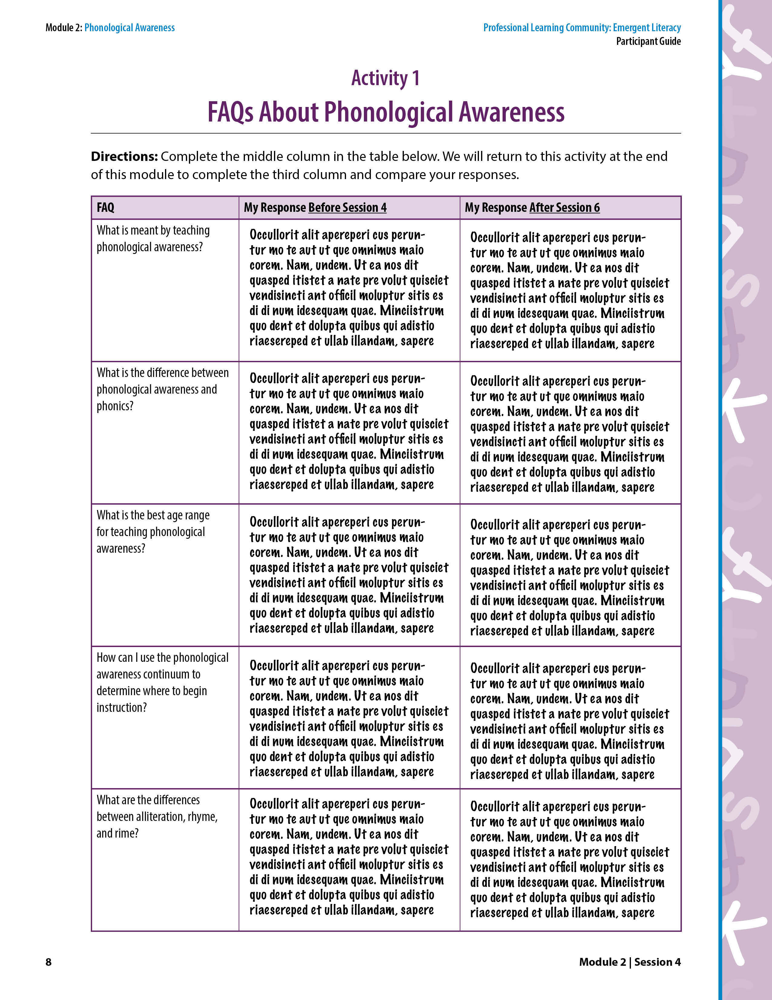 Module 2: Phonological Awareness
Professional Learning Community: Emergent Literacy
Participant Guide
Activity 1
FAQs About Phonological Awareness
Directions: Complete the middle column in the table below. We will return to this activity at the end
of this module to complete the third column and compare your responses.
FAQ
My Response Before Session 4
My Response After Session 6
What is meant by teaching
phonological awareness?
Occullorit alit apereperi cus perun-
tur mo te aut ut que omnimus maio
corem. Nam, undem. Ut ea nos dit
quasped itistet a nate pre volut quisciet
vendisincti ant officil moluptur sitis es
di di num idesequam quae. Minciistrum
quo dent et dolupta quibus qui adistio
riaesereped et ullab illandam, sapere
Occullorit alit apereperi cus perun-
tur mo te aut ut que omnimus maio
corem. Nam, undem. Ut ea nos dit
quasped itistet a nate pre volut quisciet
vendisincti ant officil moluptur sitis es
di di num idesequam quae. Minciistrum
quo dent et dolupta quibus qui adistio
riaesereped et ullab illandam, sapere
What is the difference between
phonological awareness and
phonics?
Occullorit alit apereperi cus perun-
tur mo te aut ut que omnimus maio
corem. Nam, undem. Ut ea nos dit
quasped itistet a nate pre volut quisciet
vendisincti ant officil moluptur sitis es
di di num idesequam quae. Minciistrum
quo dent et dolupta quibus qui adistio
riaesereped et ullab illandam, sapere
Occullorit alit apereperi cus perun-
tur mo te aut ut que omnimus maio
corem. Nam, undem. Ut ea nos dit
quasped itistet a nate pre volut quisciet
vendisincti ant officil moluptur sitis es
di di num idesequam quae. Minciistrum
quo dent et dolupta quibus qui adistio
riaesereped et ullab illandam, sapere
What is the best age range
for teaching phonological
awareness?
Occullorit alit apereperi cus perun-
tur mo te aut ut que omnimus maio
corem. Nam, undem. Ut ea nos dit
quasped itistet a nate pre volut quisciet
vendisincti ant officil moluptur sitis es
di di num idesequam quae. Minciistrum
quo dent et dolupta quibus qui adistio
riaesereped et ullab illandam, sapere
Occullorit alit apereperi cus perun-
tur mo te aut ut que omnimus maio
corem. Nam, undem. Ut ea nos dit
quasped itistet a nate pre volut quisciet
vendisincti ant officil moluptur sitis es
di di num idesequam quae. Minciistrum
quo dent et dolupta quibus qui adistio
riaesereped et ullab illandam, sapere
How can I use the phonological
awareness continuum to
determine where to begin
instruction?
Occullorit alit apereperi cus perun-
tur mo te aut ut que omnimus maio
corem. Nam, undem. Ut ea nos dit
quasped itistet a nate pre volut quisciet
vendisincti ant officil moluptur sitis es
di di num idesequam quae. Minciistrum
quo dent et dolupta quibus qui adistio
riaesereped et ullab illandam, sapere
Occullorit alit apereperi cus perun-
tur mo te aut ut que omnimus maio
corem. Nam, undem. Ut ea nos dit
quasped itistet a nate pre volut quisciet
vendisincti ant officil moluptur sitis es
di di num idesequam quae. Minciistrum
quo dent et dolupta quibus qui adistio
riaesereped et ullab illandam, sapere
What are the differences
between alliteration, rhyme,
and rime?
Occullorit alit apereperi cus perun-
tur mo te aut ut que omnimus maio
corem. Nam, undem. Ut ea nos dit
quasped itistet a nate pre volut quisciet
vendisincti ant officil moluptur sitis es
di di num idesequam quae. Minciistrum
quo dent et dolupta quibus qui adistio
riaesereped et ullab illandam, sapere
Occullorit alit apereperi cus perun-
tur mo te aut ut que omnimus maio
corem. Nam, undem. Ut ea nos dit
quasped itistet a nate pre volut quisciet
vendisincti ant officil moluptur sitis es
di di num idesequam quae. Minciistrum
quo dent et dolupta quibus qui adistio
riaesereped et ullab illandam, sapere
8
Module 2 | Session 4